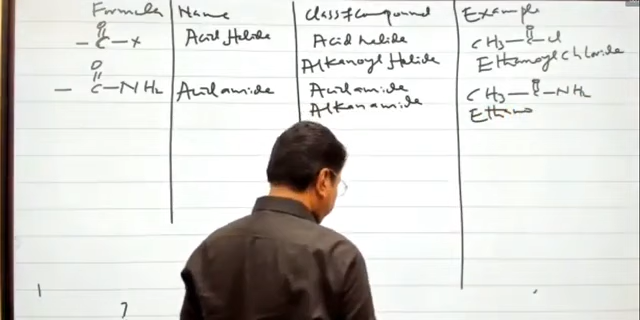 Formula Name Class of Compound Example
O
– C – X Acid Halide Acid halide CH3 – C – Cl
Alkanoyl Halide Ethanoyl chloride
O
– C – NH2 Acid amide Acid amide CH3 – C – NH2
Alkanamide Ethano